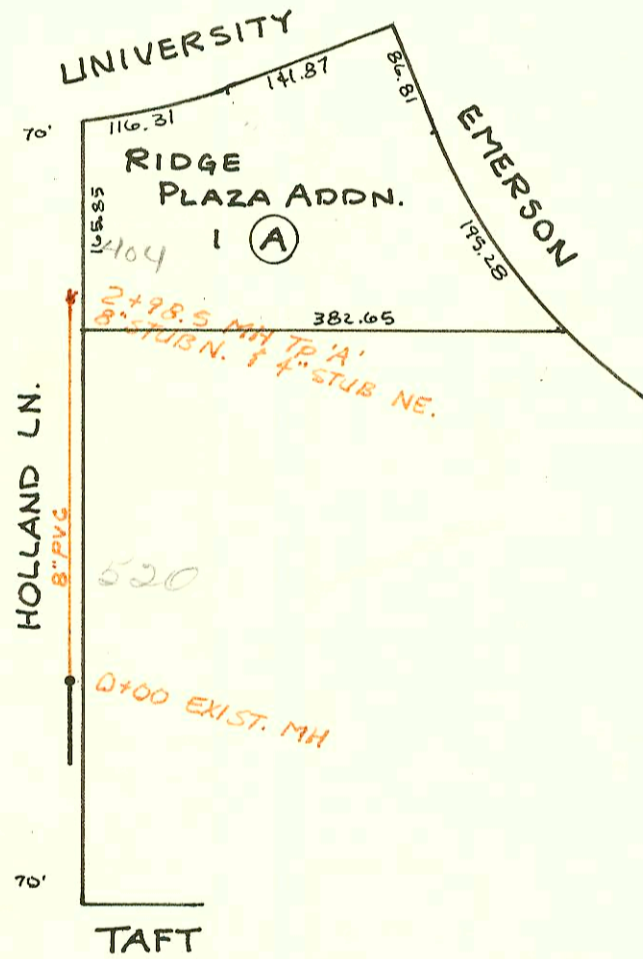 UNIVERSITY
141.87
86.81
70'
116.31
EMERSON
RIDGE
PLAZA ADDN.
165.85
1 A
199.28
404
2+98.5 MH TO 'A'
8" STUB N. & 4" STUB NE.
382.65
HOLLAND LN.
8" PVC
520
0+00 EXIST. MH
70'
TAFT